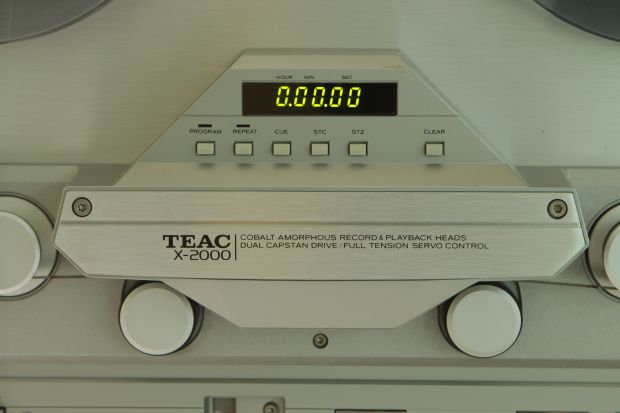 HOUR MIN SEC
0.00.00
PROGRAM REPEAT CUE STC STZ CLEAR
TEAC
X-2000
COBALT AMORPHOUS RECORD & PLAYBACK HEADS
DUAL CAPSTAN DRIVE/FULL TENSION SERVO CONTROL